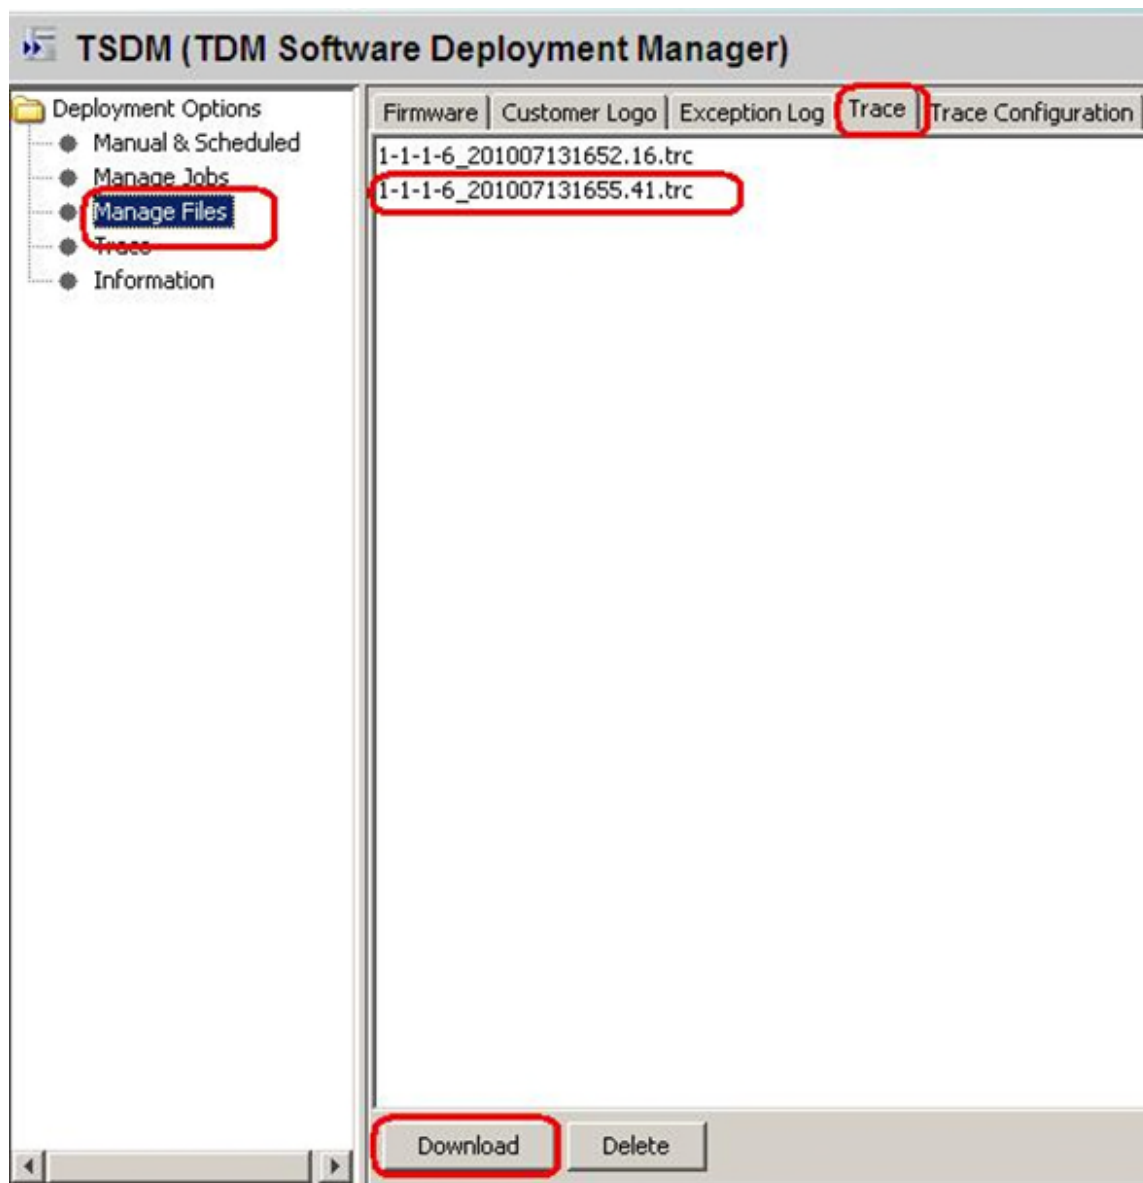 TSDM (TDM Software Deployment Manager)
Deployment Options
Manual & Scheduled
Manage Jobs
Manage Files
Trace
Information
Firmware Customer Logo Exception Log Trace Trace Configuration
1-1-1-6_201007131652.16.trc
1-1-1-6_201007131655.41.trc
Download Delete